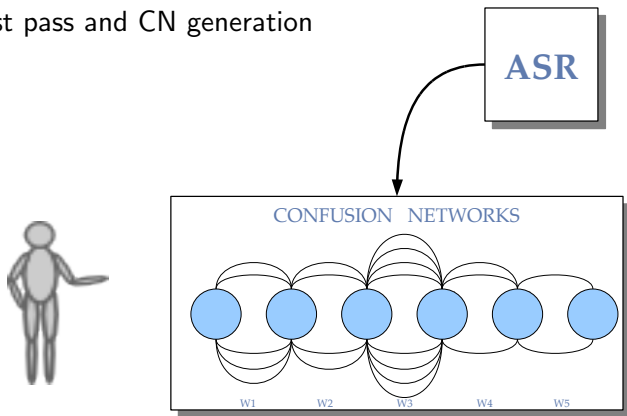 st pass and CN generation
ASR
CONFUSION NETWORKS
W1 W2 W3 W4 W5